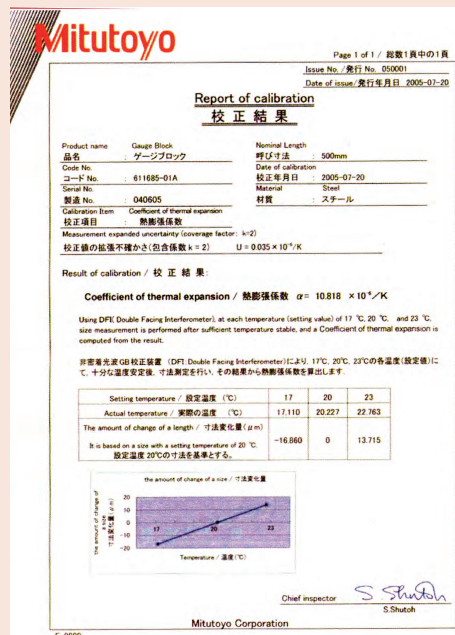 Mitutoyo
Page 1 of 1 / 総数1頁中の1頁
Issue No. /発行 No. 050001
Date of issue/発行年月日 2005-07-20
Report of calibration
校 正 結 果
Product name Gauge Block
品名 : ゲージブロック
Nominal Length
呼び寸法 : 500mm
Code No.
コード No. : 611685-01A
Date of calibration
校正年月日 : 2005-07-20
Serial No.
製造 No. : 040605
Material Steel
材質 : スチール
Calibration Item Coefficient of thermal expansion
校正項目 : 熱膨張係数
Measurement expanded uncertainty (coverage factor: k=2)
校正値の拡張不確かさ(包含係数 k = 2) U = 0.035 × 10⁻⁶/K
Result of calibration / 校 正 結 果:
Coefficient of thermal expansion / 熱膨張係数 α= 10.818 ×10⁻⁶/K
Using DFI( Double Facing Interferometer), at each temperature (setting value) of 17 ℃, 20 ℃, and 23 ℃,
size measurement is performed after sufficient temperature stable, and a Coefficient of thermal expansion is
computed from the result.
非密着光波GB校正装置 (DFI: Double Facing Interferometer)により、17℃、20℃、23℃の各温度(設定値)に
て、十分な温度安定後、寸法測定を行い、その結果から熱膨張係数を算出します
Setting temperature / 設定温度 (℃) 17 20 23
Actual temperature / 実際の温度 (℃) 17.110 20.227 22.763
The amount of change of a length / 寸法変化量(μm) -16.860 0 13.715
It is based on a size with a setting temperature of 20 ℃.
設定温度 20℃の寸法を基準とする。
the amount of change of a size / 寸法変化量
the amount of change of a size
寸法変化量(μm)
20
10
0
-10
-20
17 20 23
Temperature / 温度(℃)
Chief inspector S. Shutoh
S.Shutoh
Mitutoyo Corporation